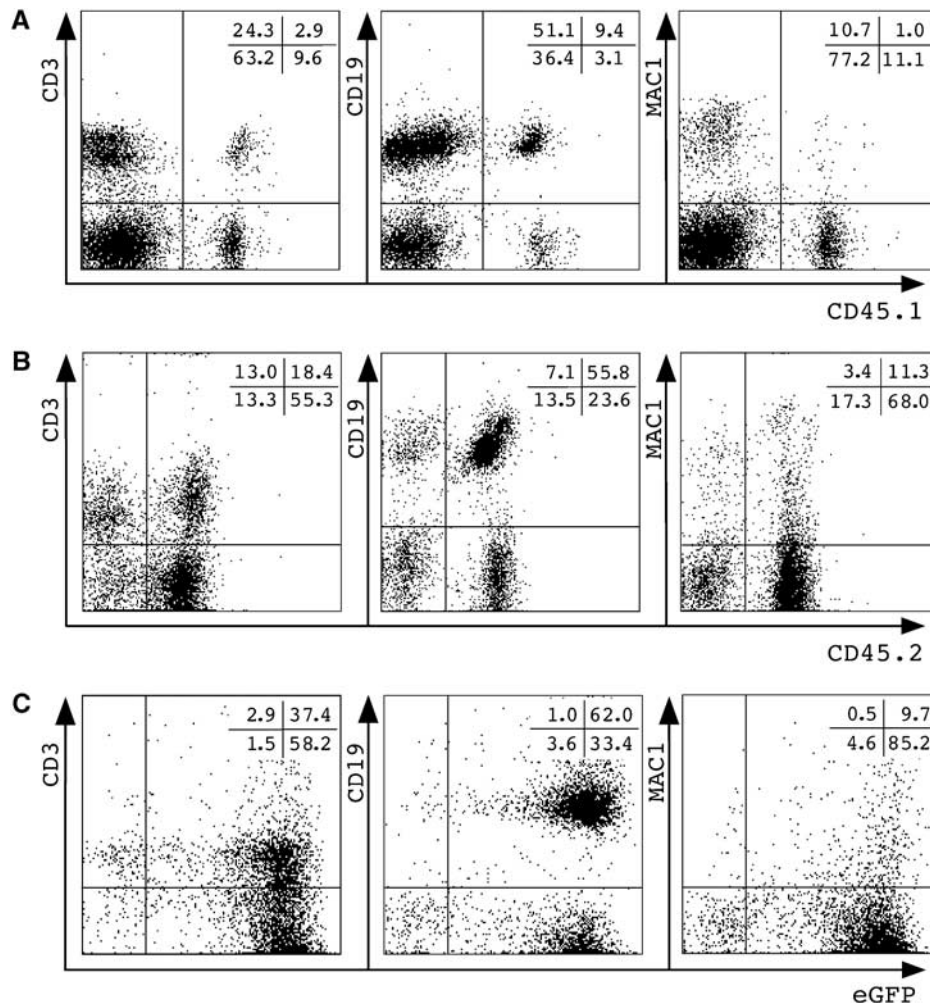 A
CD3
24.3 2.9
63.2 9.6
CD19
51.1 9.4
36.4 3.1
MAC1
10.7 1.0
77.2 11.1
CD45.1
B
CD3
13.0 18.4
13.3 55.3
CD19
7.1 55.8
13.5 23.6
MAC1
3.4 11.3
17.3 68.0
CD45.2
C
CD3
2.9 37.4
1.5 58.2
CD19
1.0 62.0
3.6 33.4
MAC1
0.5 9.7
4.6 85.2
eGFP